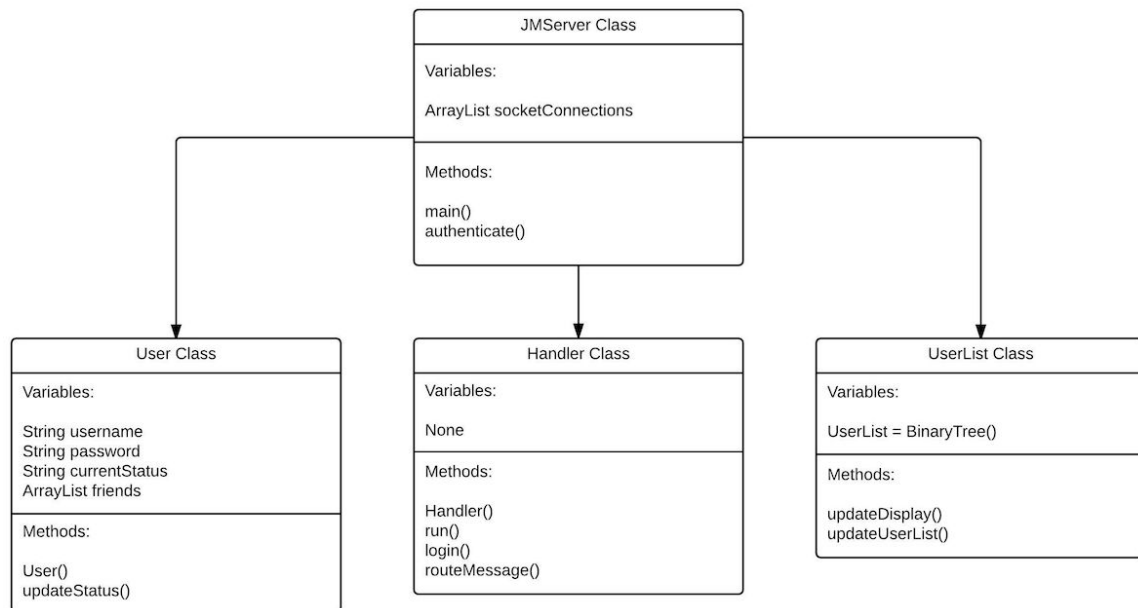 JMServer Class
Variables:
ArrayList socketConnections
Methods:
main()
authenticate()
User Class
Variables:
String username
String password
String currentStatus
ArrayList friends
Methods:
User()
updateStatus()
Handler Class
Variables:
None
Methods:
Handler()
run()
login()
routeMessage()
UserList Class
Variables:
UserList = BinaryTree()
Methods:
updateDisplay()
updateUserList()